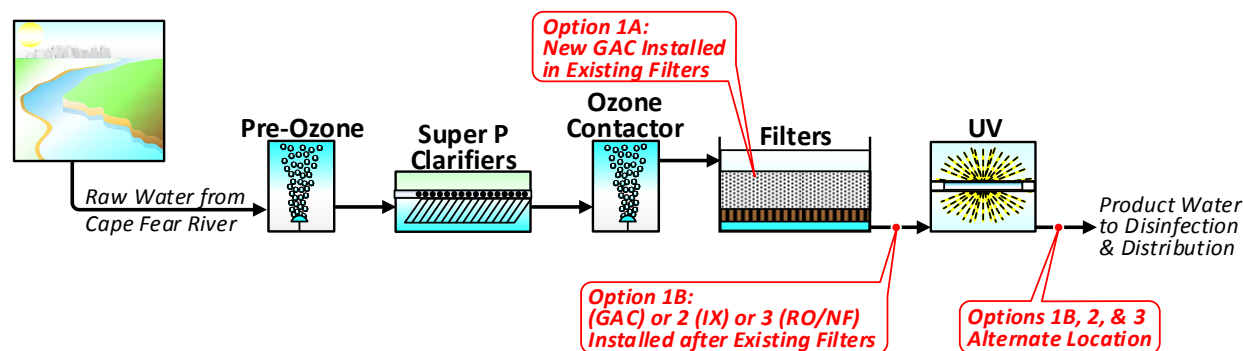 Option 1A:
New GAC Installed
in Existing Filters
Pre-Ozone
Super P
Clarifiers
Ozone
Contactor
Filters
UV
Raw Water from
Cape Fear River
Product Water
to Disinfection
& Distribution
Option 1B:
(GAC) or 2 (IX) or 3 (RO/NF)
Installed after Existing Filters
Options 1B, 2, & 3
Alternate Location